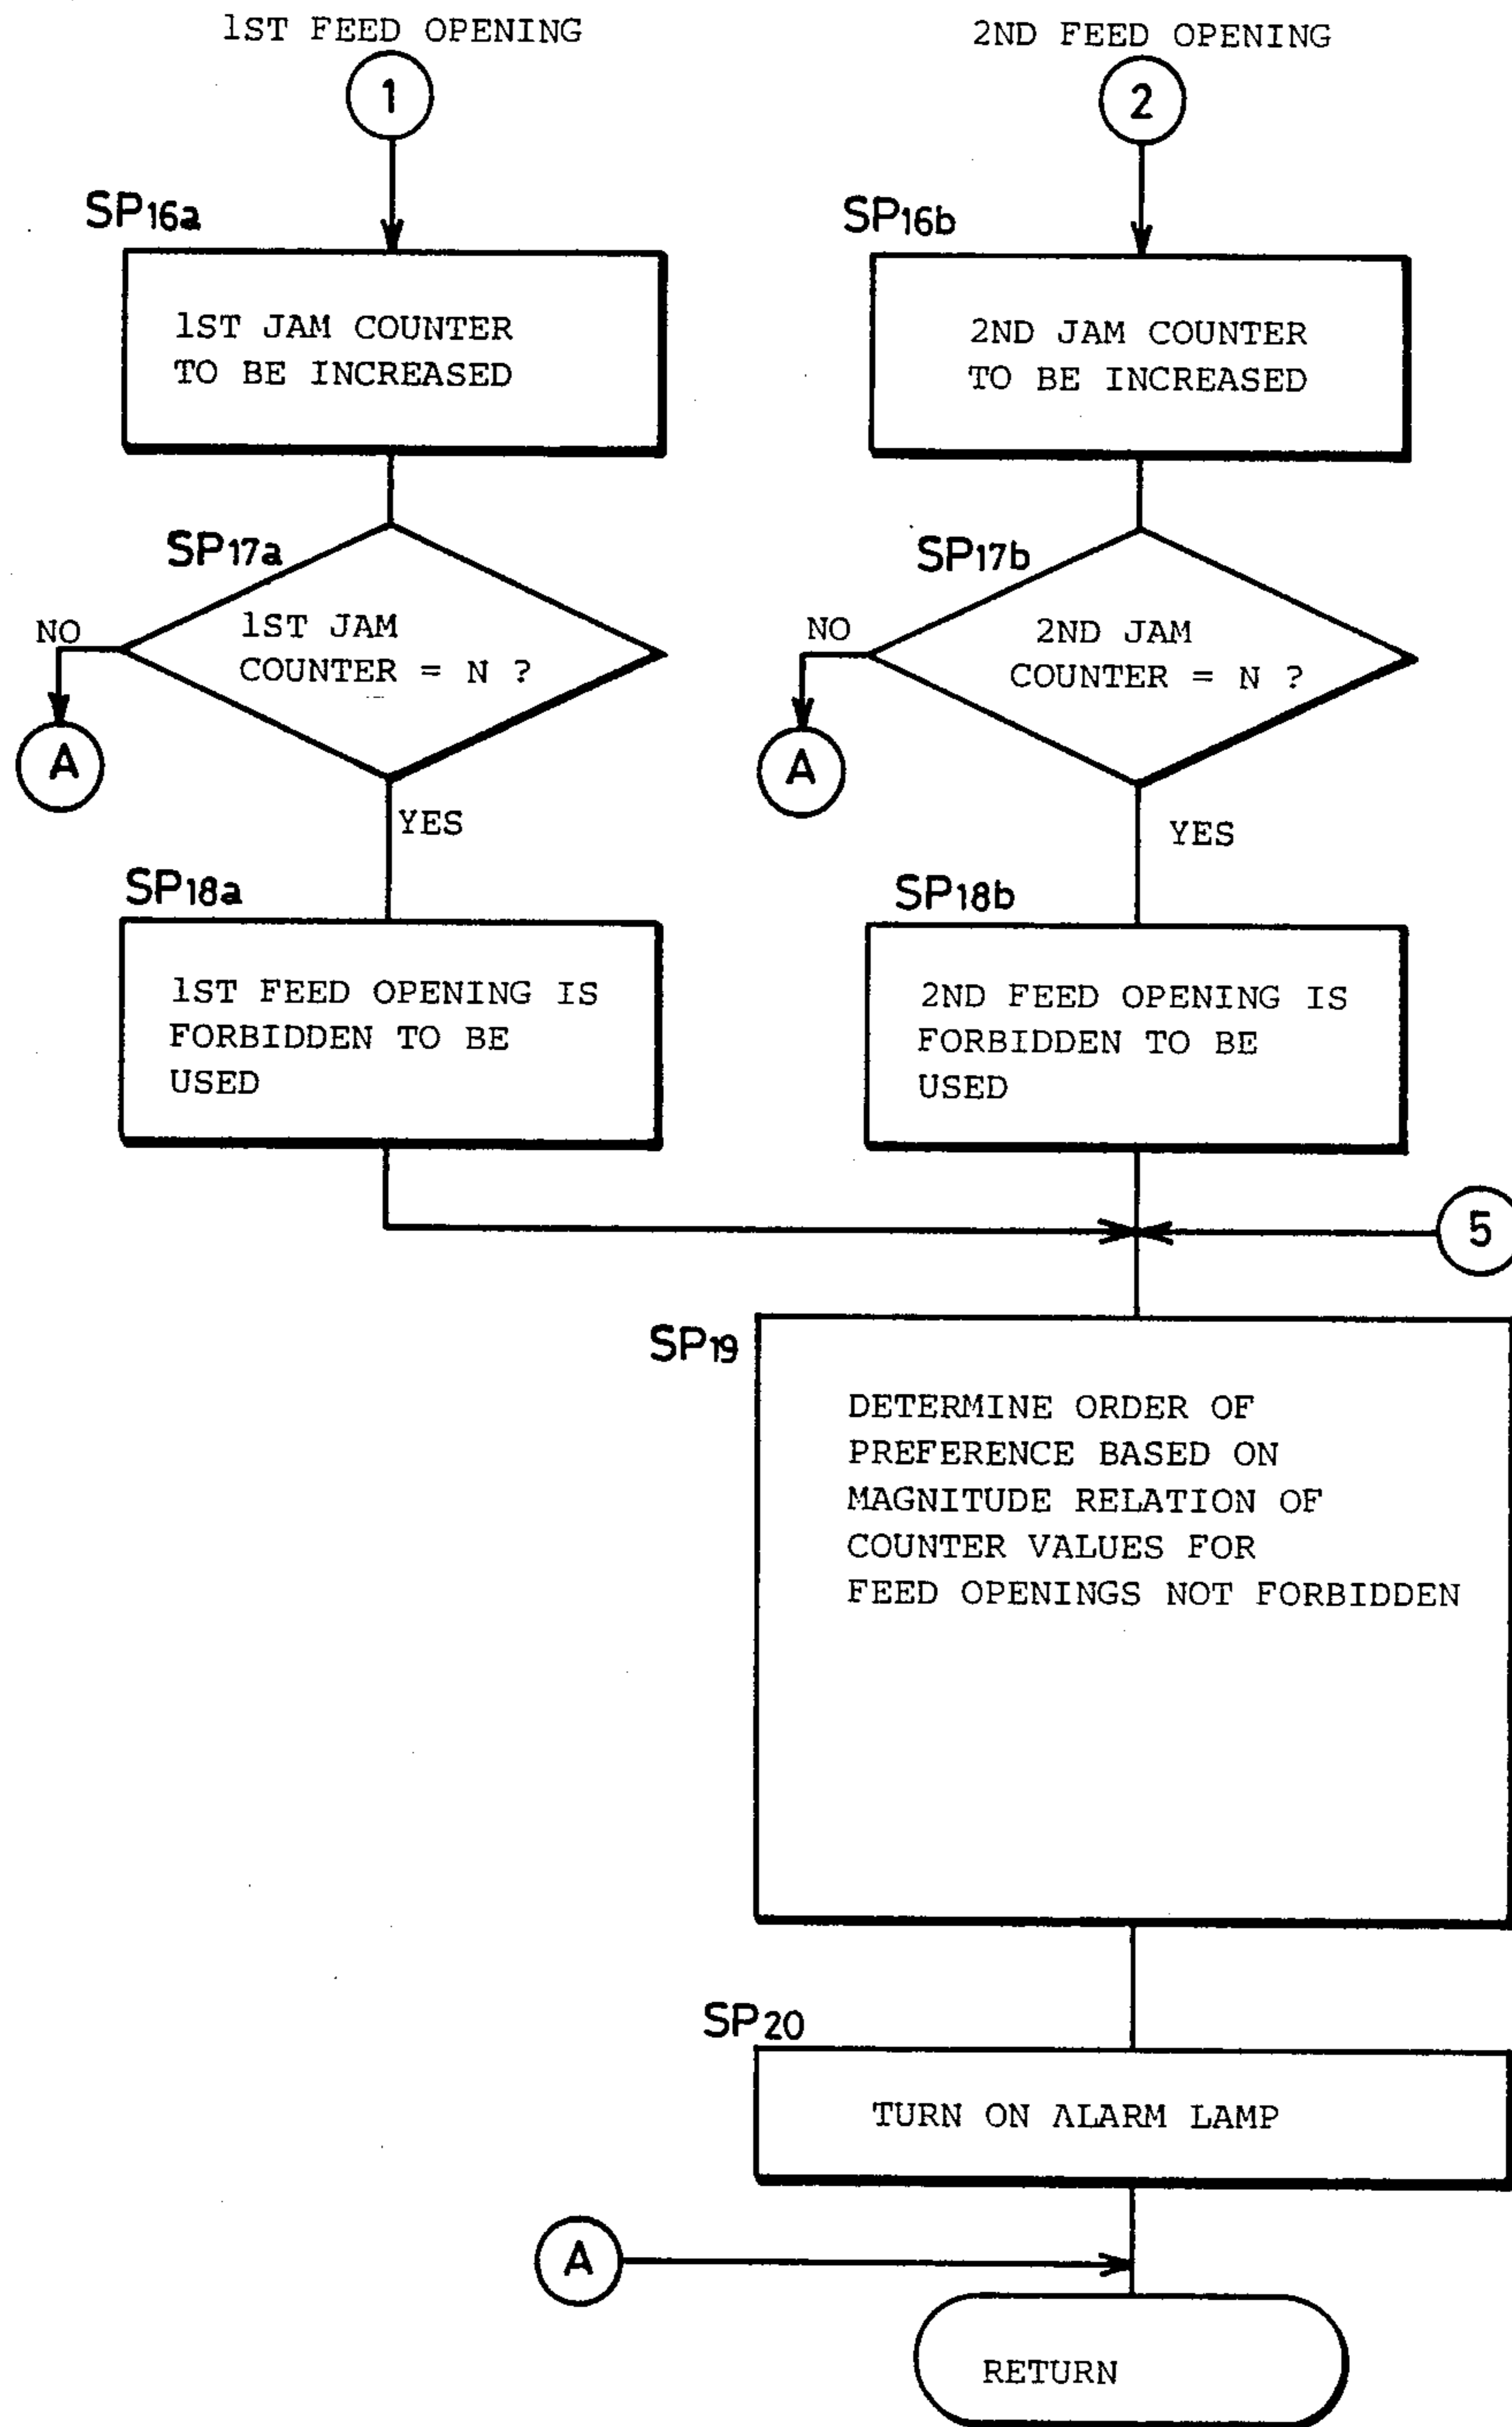 1ST FEED OPENING
1
SP16a
1ST JAM COUNTER
TO BE INCREASED
SP17a
1ST JAM
COUNTER = N ?
NO
A
YES
SP18a
1ST FEED OPENING IS
FORBIDDEN TO BE
USED
2ND FEED OPENING
2
SP16b
2ND JAM COUNTER
TO BE INCREASED
SP17b
2ND JAM
COUNTER = N ?
NO
A
YES
SP18b
2ND FEED OPENING IS
FORBIDDEN TO BE
USED
5
SP19
DETERMINE ORDER OF
PREFERENCE BASED ON
MAGNITUDE RELATION OF
COUNTER VALUES FOR
FEED OPENINGS NOT FORBIDDEN
SP20
TURN ON ALARM LAMP
A
RETURN